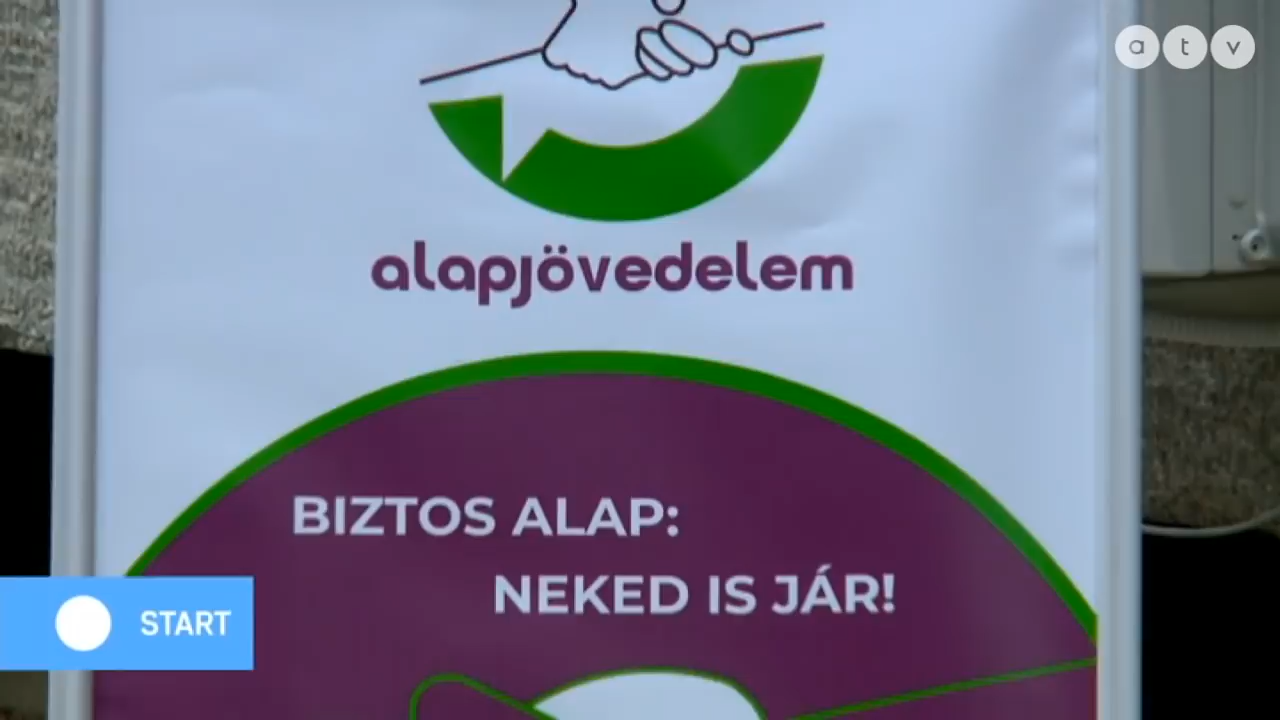 atv
alapjövedelem
BIZTOS ALAP:
NEKED IS JÁR!
START